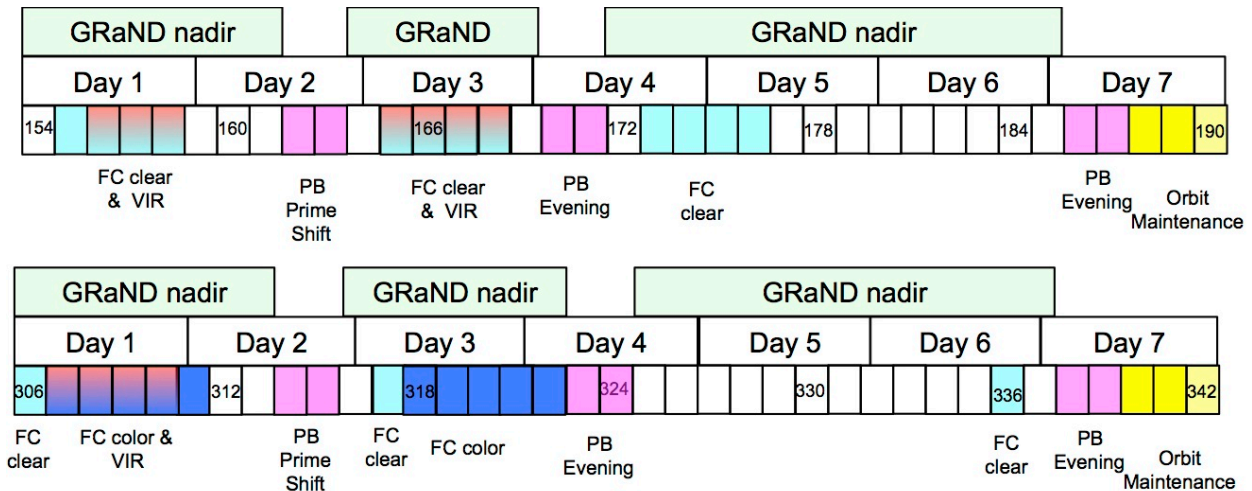 GRaND nadir GRaND GRaND nadir
Day 1 Day 2 Day 3 Day 4 Day 5 Day 6 Day 7
154 160 166 172 178 184 190
FC clear
& VIR
PB
Prime
Shift
FC clear
& VIR
PB
Evening
FC
clear
PB
Evening
Orbit
Maintenance
GRaND nadir GRaND nadir GRaND nadir
Day 1 Day 2 Day 3 Day 4 Day 5 Day 6 Day 7
306 312 318 324 330 336 342
FC
clear
FC color &
VIR
PB
Prime
Shift
FC
clear
FC color
PB
Evening
FC
clear
PB
Evening
Orbit
Maintenance